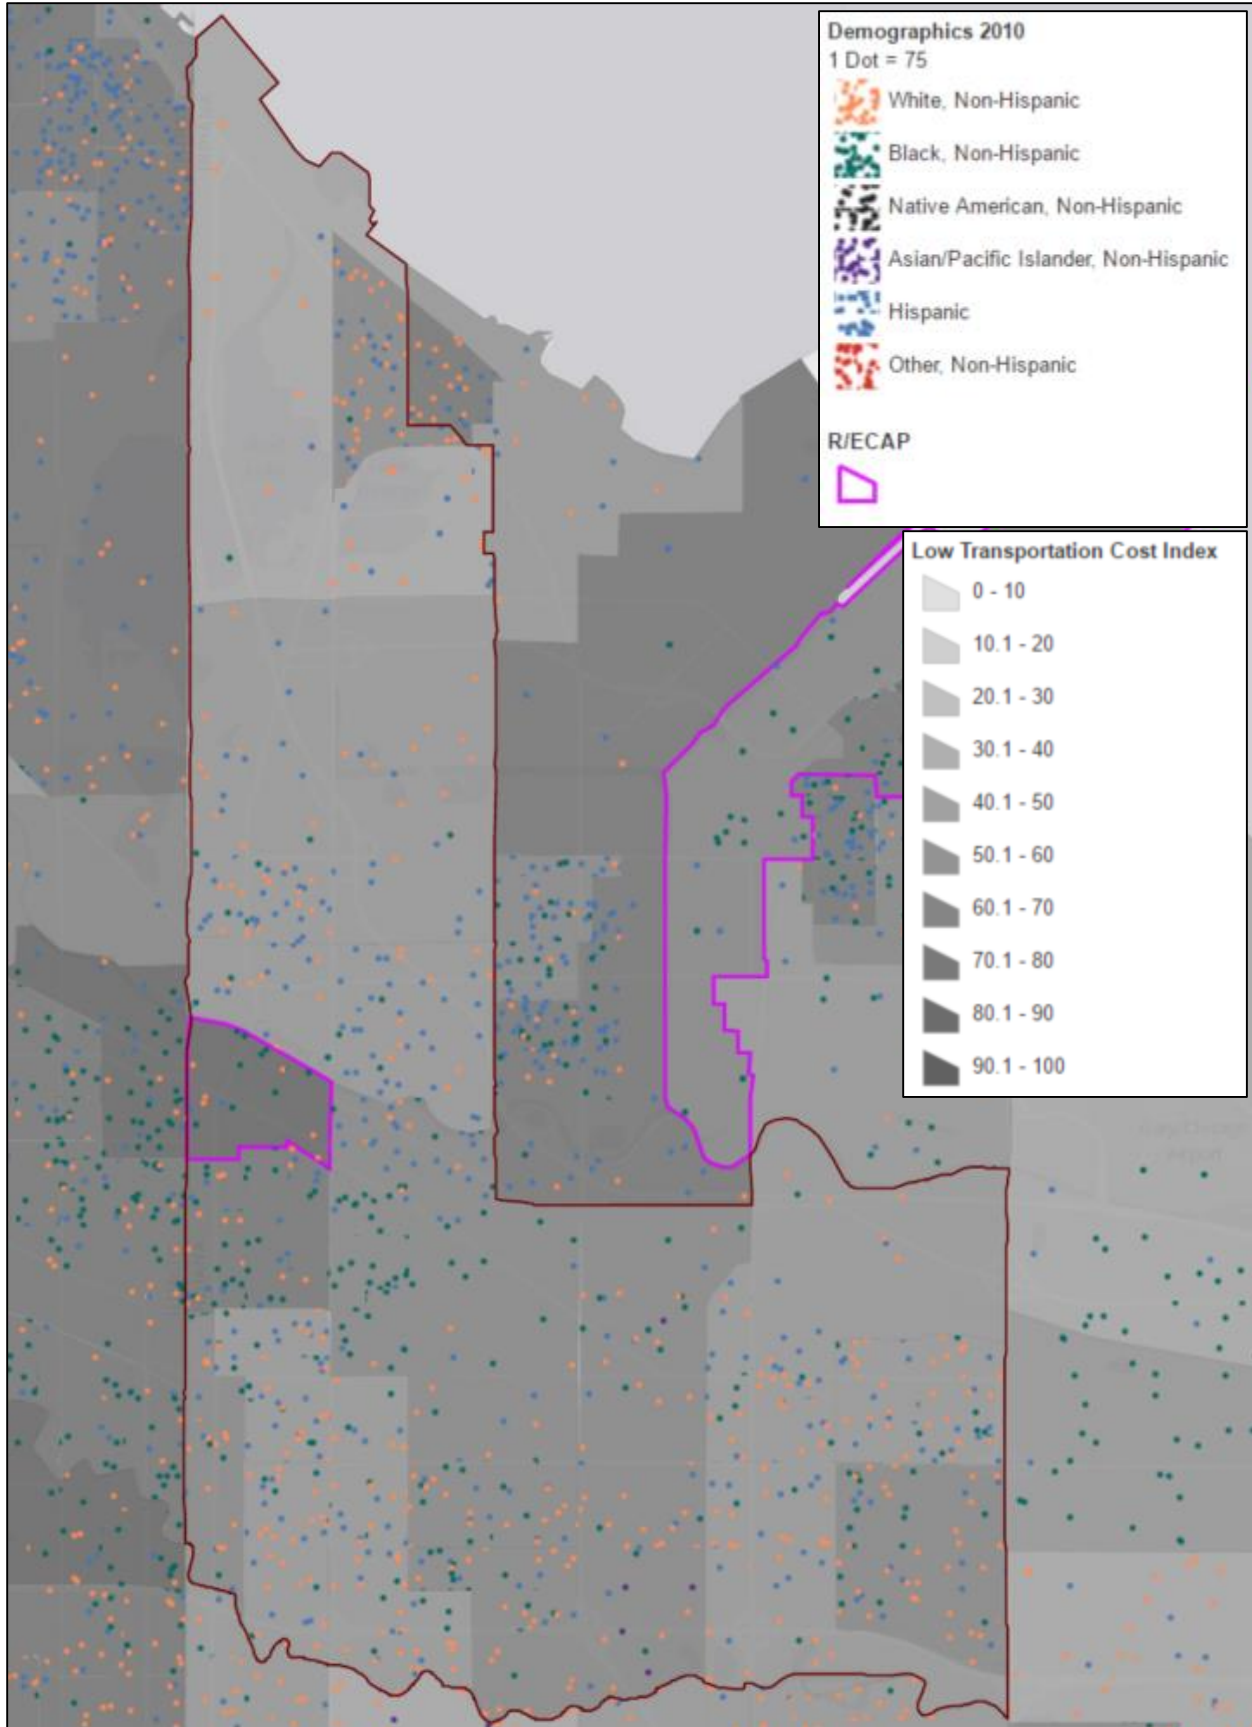 Demographics 2010
1 Dot = 75
White, Non-Hispanic
Black, Non-Hispanic
Native American, Non-Hispanic
Asian/Pacific Islander, Non-Hispanic
Hispanic
Other, Non-Hispanic
R/ECAP
Low Transportation Cost Index
0 - 10
10.1 - 20
20.1 - 30
30.1 - 40
40.1 - 50
50.1 - 60
60.1 - 70
70.1 - 80
80.1 - 90
90.1 - 100